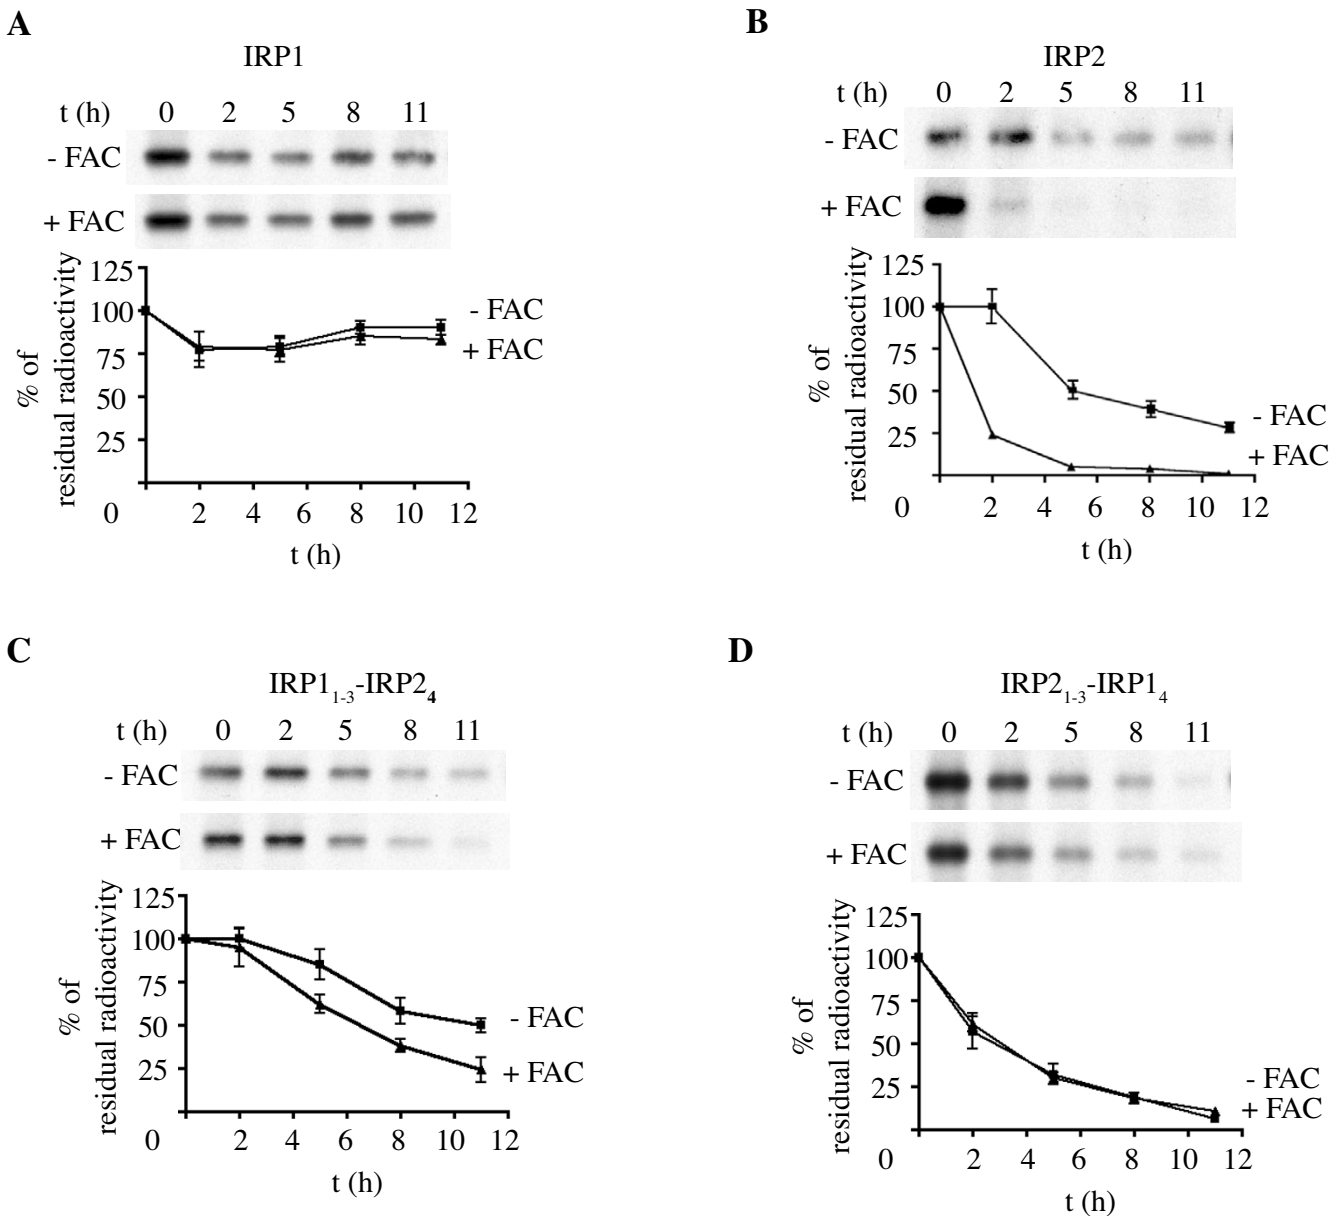 A
IRP1
t (h) 0 2 5 8 11
- FAC
+ FAC
% of
residual radioactivity
125
100
75
50
25
- FAC
+ FAC
0 2 4 6 8 10 12
t (h)
B
IRP2
t (h) 0 2 5 8 11
- FAC
+ FAC
% of
residual radioactivity
125
100
75
50
25
- FAC
+ FAC
0 2 4 6 8 10 12
t (h)
C
IRP1₁₋₃-IRP2₄
t (h) 0 2 5 8 11
- FAC
+ FAC
% of
residual radioactivity
125
100
75
50
25
- FAC
+ FAC
0 2 4 6 8 10 12
t (h)
D
IRP2₁₋₃-IRP1₄
t (h) 0 2 5 8 11
- FAC
+ FAC
% of
residual radioactivity
125
100
75
50
25
- FAC
+ FAC
0 2 4 6 8 10 12
t (h)